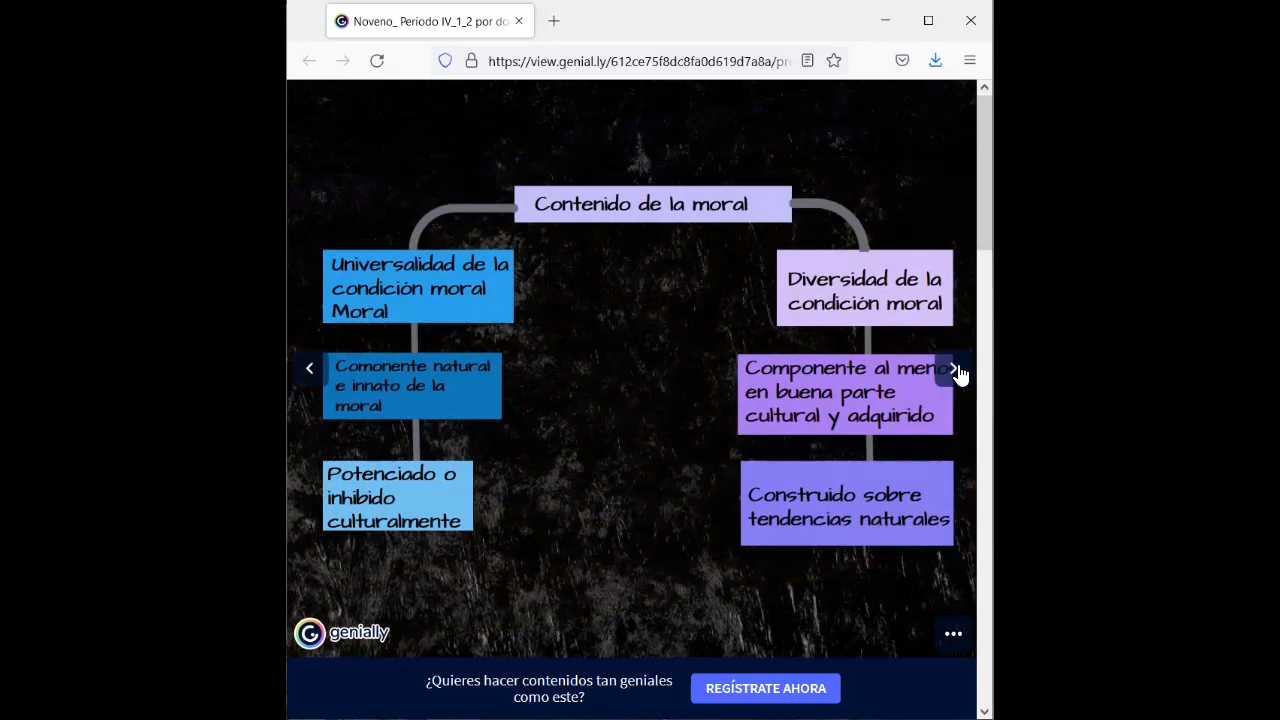 Noveno_ Periodo IV_1_2 por do
https://view.genial.ly/612ce75f8dc8fa0d619d7a8a/pr
Contenido de la moral
Universalidad de la
condición moral
Moral
Diversidad de la
condición moral
Comonente natural
e innato de la
moral
Componente al meno
en buena parte
cultural y adquirido
Potenciado o
inhibido
culturalmente
Construido sobre
tendencias naturales
genially
¿Quieres hacer contenidos tan geniales
como este?
REGÍSTRATE AHORA